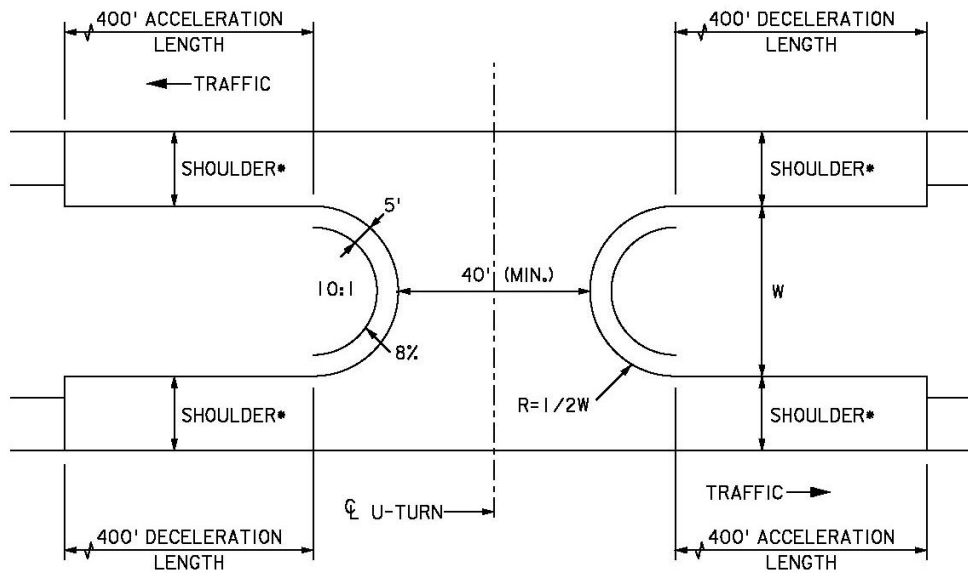 400' ACCELERATION
LENGTH
400' DECELERATION
LENGTH
← TRAFFIC
SHOULDER*
SHOULDER*
5'
40' (MIN.)
10:1
W
8%
R=1/2W
SHOULDER*
SHOULDER*
TRAFFIC →
℄ U-TURN
400' DECELERATION
LENGTH
400' ACCELERATION
LENGTH